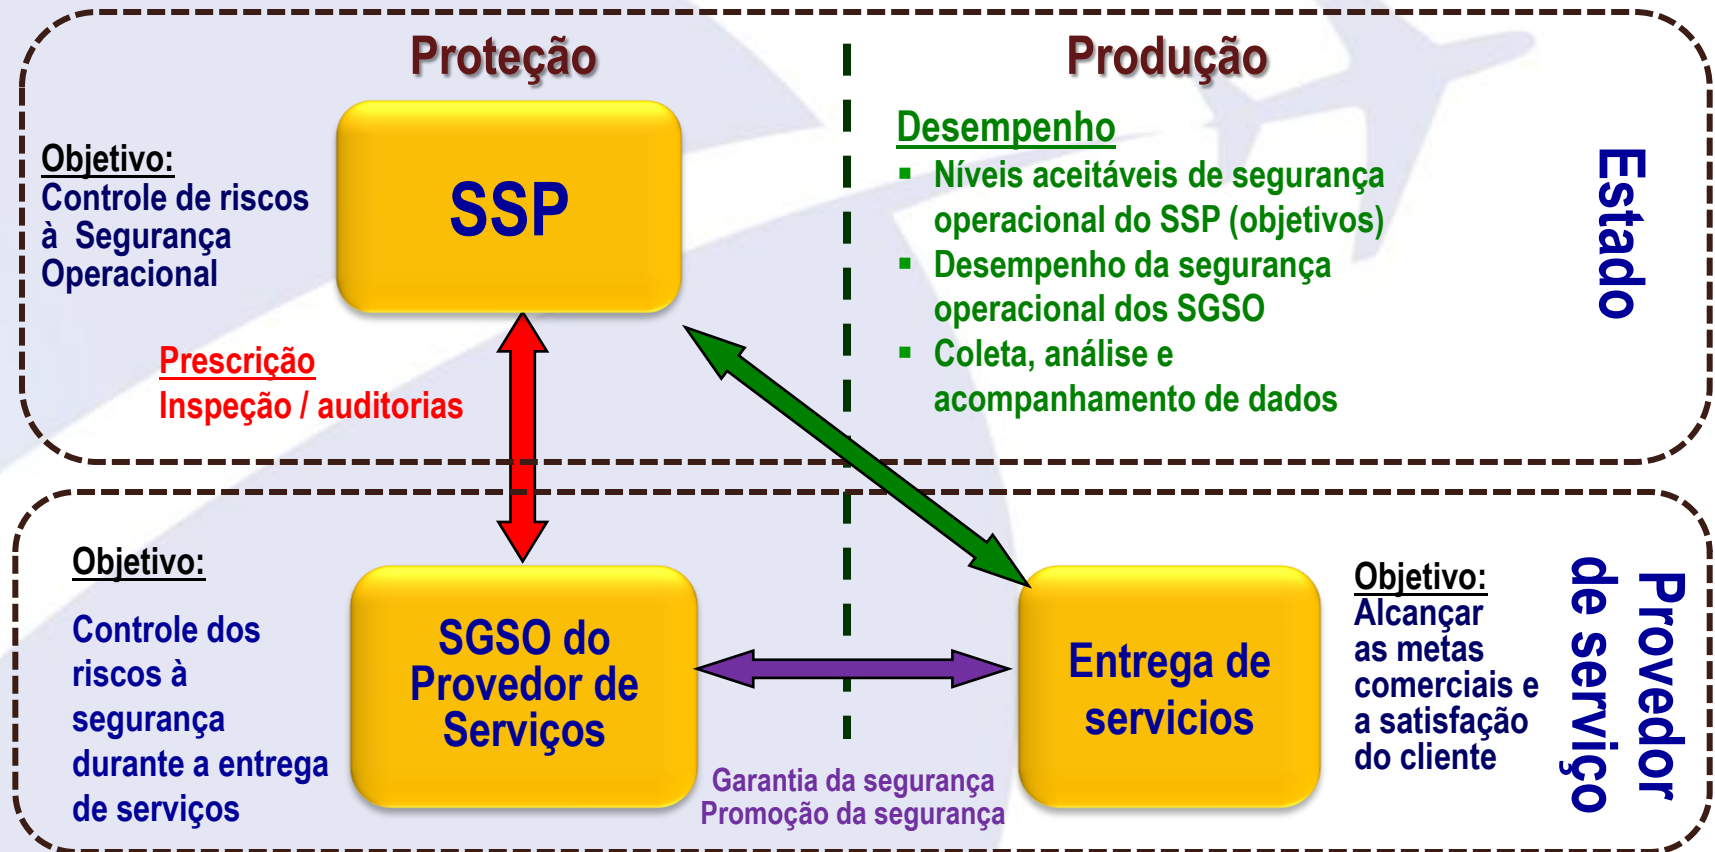 Proteção
Produção
Objetivo:
Controle de riscos
à Segurança
Operacional
SSP
Desempenho
▪ Níveis aceitáveis de segurança
operacional do SSP (objetivos)
▪ Desempenho da segurança
operacional dos SGSO
▪ Coleta, análise e
acompanhamento de dados
Estado
Prescrição
Inspeção / auditorias
Objetivo:
Controle dos
riscos à
segurança
durante a entrega
de serviços
SGSO do
Provedor de
Serviços
Garantia da segurança
Promoção da segurança
Entrega de
servicios
Objetivo:
Alcançar
as metas
comerciais e
a satisfação
do cliente
Provedor
de serviço